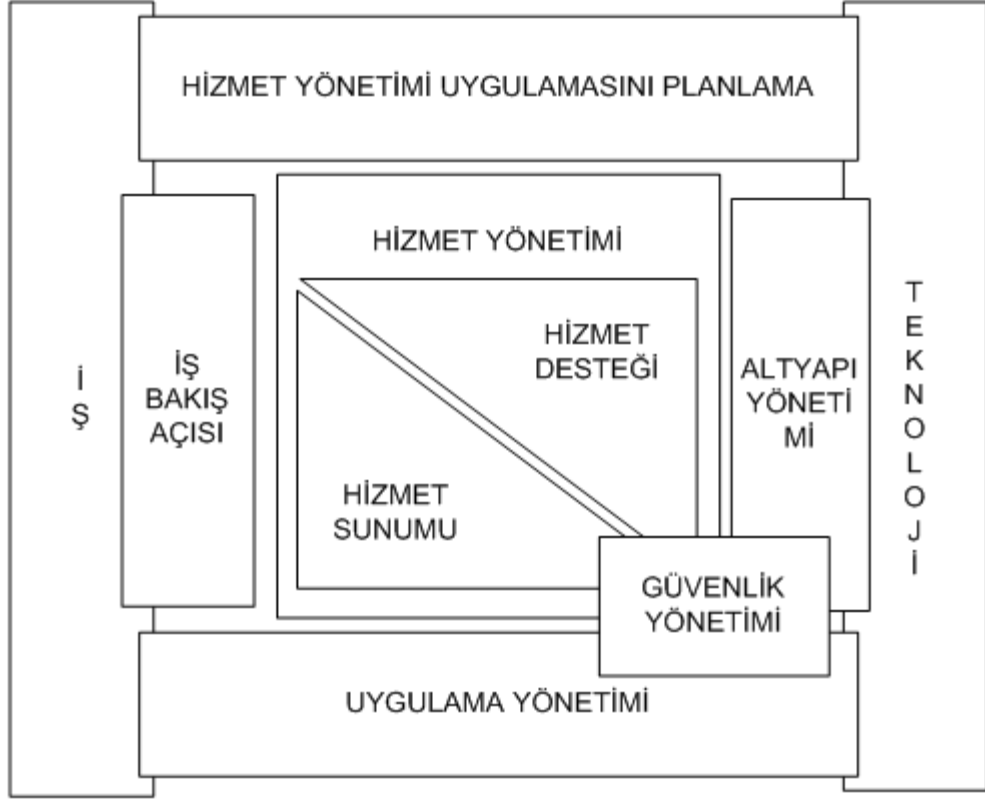 HİZMET YÖNETİMİ UYGULAMASINI PLANLAMA
HİZMET YÖNETİMİ
HİZMET
DESTEĞİ
HİZMET
SUNUMU
İŞ
BAKIŞ
AÇISI
İ
Ş
ALTYAPI
YÖNETİ
Mİ
T
E
K
N
O
L
O
J
İ
GÜVENLİK
YÖNETİMİ
UYGULAMA YÖNETİMİ